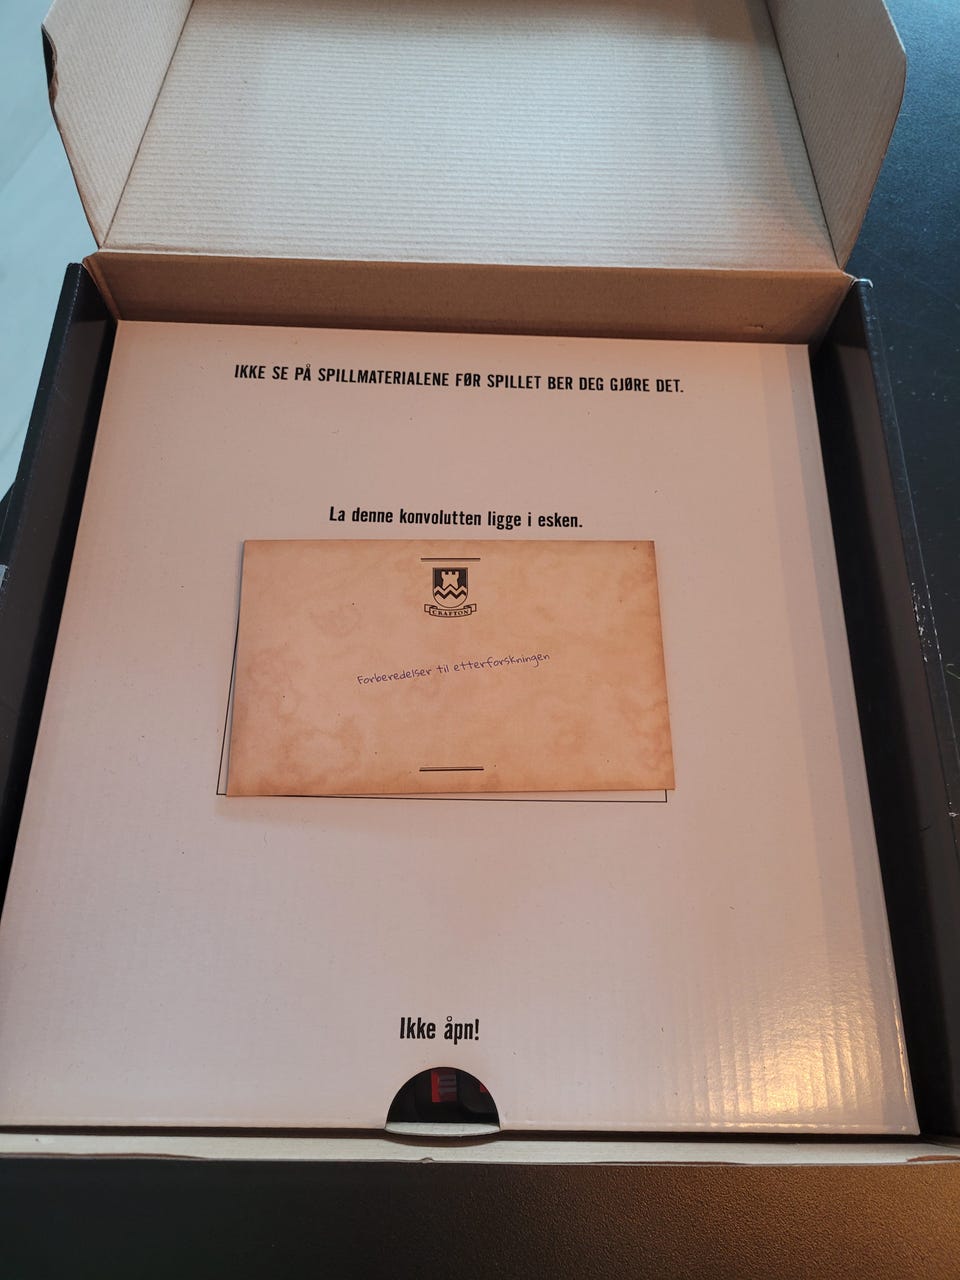 IKKE SE PÅ SPILLMATERIALENE FØR SPILLET BER DEG GJØRE DET.
La denne konvolutten ligge i esken.
CRAFTON
Forberedelser til etterforskningen
Ikke åpn!